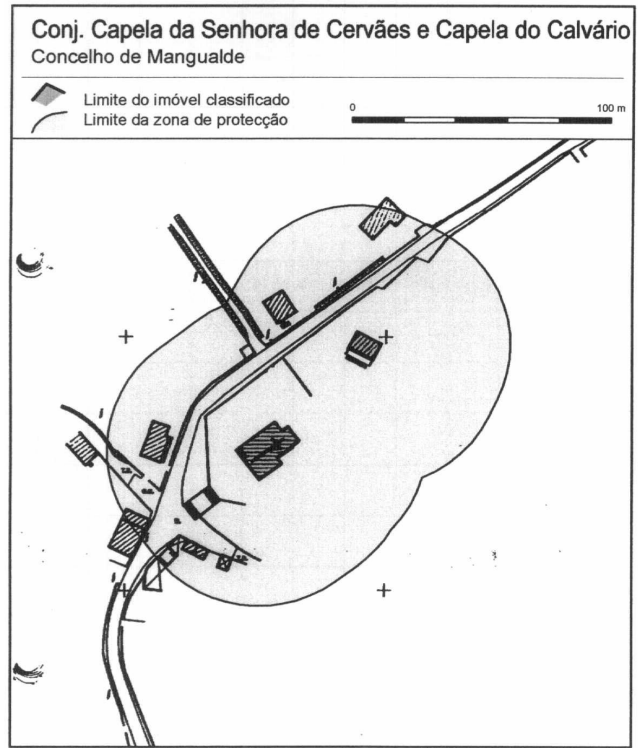 Conj. Capela da Senhora de Cervães e Capela do Calvário
Concelho de Mangualde
Limite do imóvel classificado
Limite da zona de protecção
0 100 m